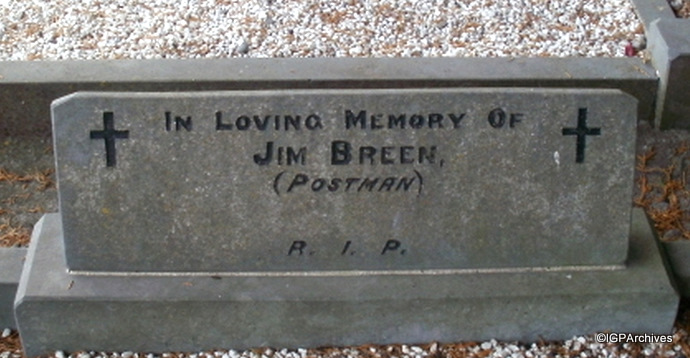 In Loving Memory Of
Jim Breen,
(Postman)
R. I. P.
©IGPArchives